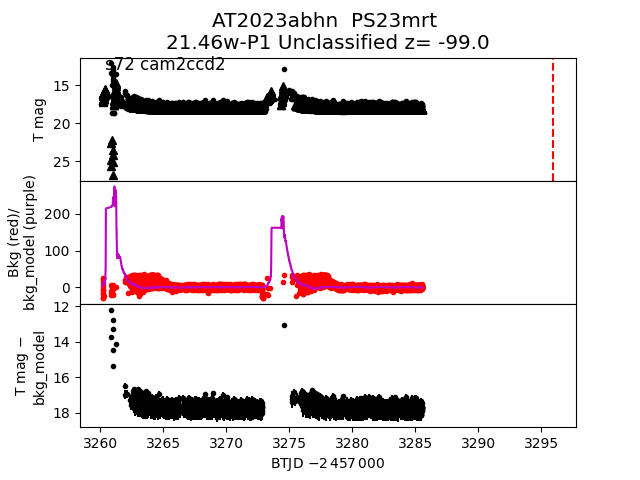 AT2023abhn  PS23mrt
21.46w-P1 Unclassified z= -99.0
s72 cam2ccd2
T mag
15
20
25
Bkg (red)/
bkg_model (purple)
200
100
0
T mag −
bkg_model
12
14
16
18
3260 3265 3270 3275 3280 3285 3290 3295
BTJD −2 457 000